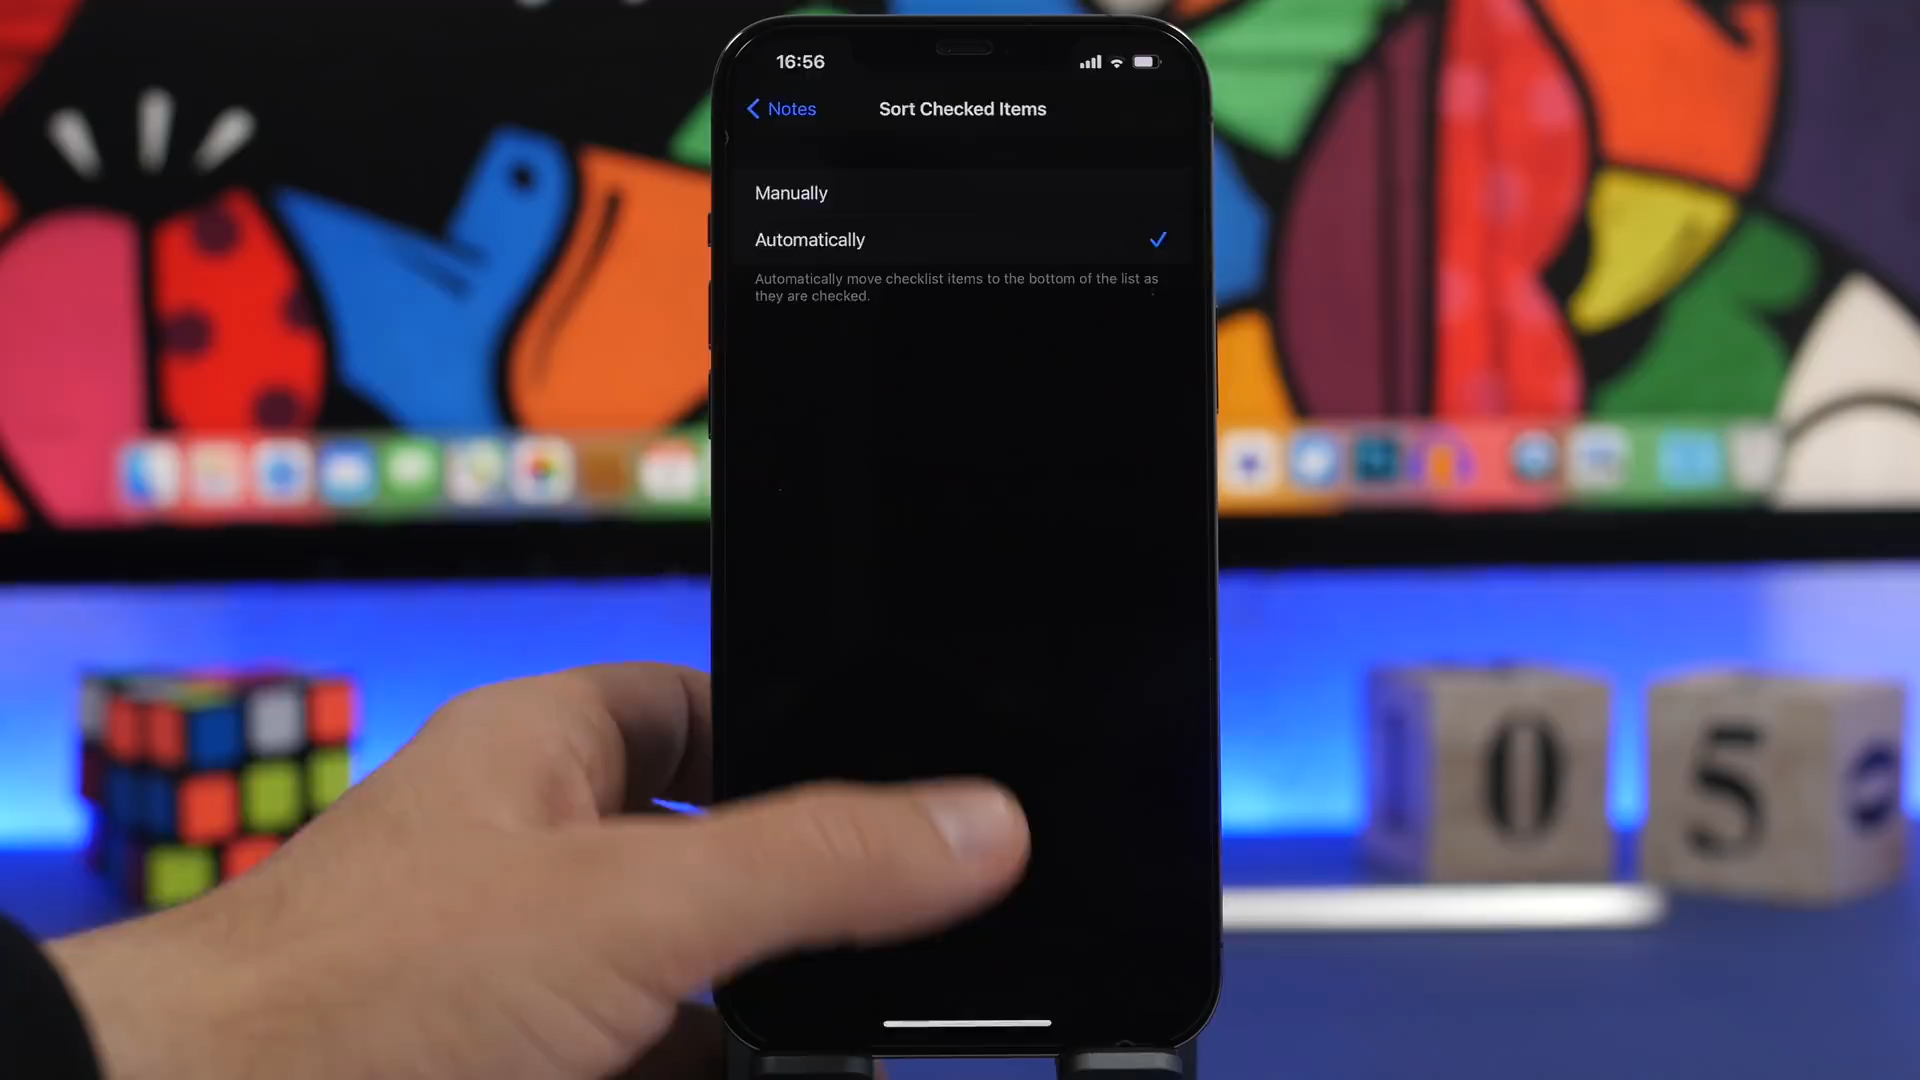 16:56
Notes
Sort Checked Items
Manually
Automatically
Automatically move checklist items to the bottom of the list as
they are checked.
0
5